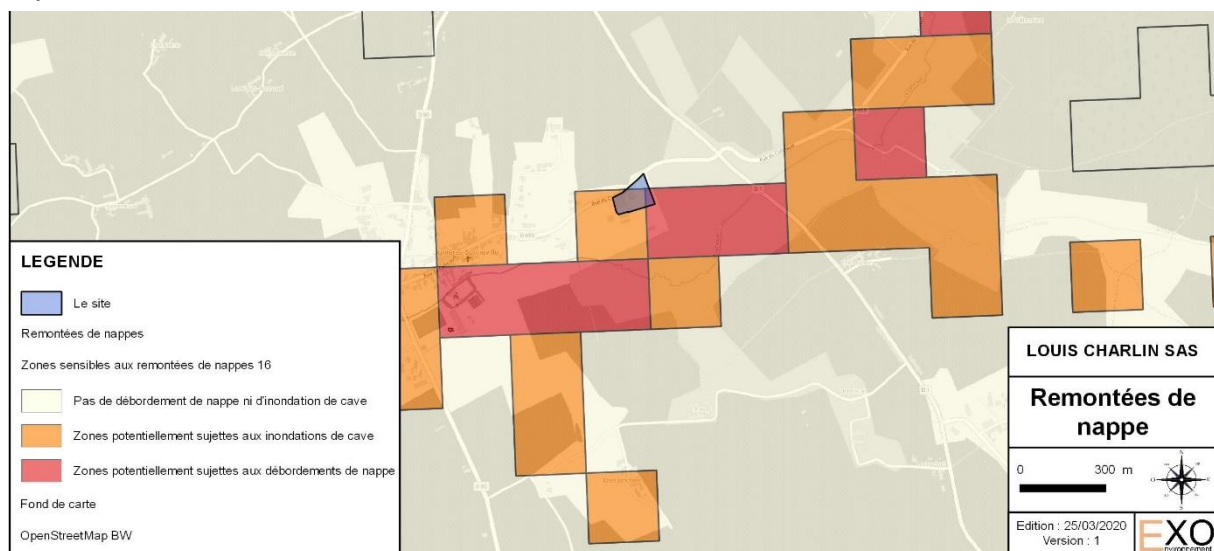 LEGENDE
Le site
Remontées de nappes
Zones sensibles aux remontées de nappes 16
Pas de débordement de nappe ni d'inondation de cave
Zones potentiellement sujettes aux inondations de cave
Zones potentiellement sujettes aux débordements de nappe
Fond de carte
OpenStreetMap BW
LOUIS CHARLIN SAS
Remontées de
nappe
0 300 m
Edition : 25/03/2020
Version : 1
EXO